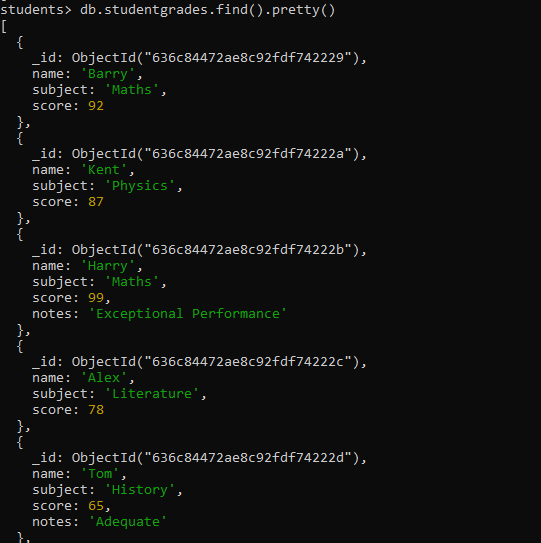 students> db.studentgrades.find().pretty()
[
  {
    _id: ObjectId("636c84472ae8c92fdf742229"),
    name: 'Barry',
    subject: 'Maths',
    score: 92
  },
  {
    _id: ObjectId("636c84472ae8c92fdf74222a"),
    name: 'Kent',
    subject: 'Physics',
    score: 87
  },
  {
    _id: ObjectId("636c84472ae8c92fdf74222b"),
    name: 'Harry',
    subject: 'Maths',
    score: 99,
    notes: 'Exceptional Performance'
  },
  {
    _id: ObjectId("636c84472ae8c92fdf74222c"),
    name: 'Alex',
    subject: 'Literature',
    score: 78
  },
  {
    _id: ObjectId("636c84472ae8c92fdf74222d"),
    name: 'Tom',
    subject: 'History',
    score: 65,
    notes: 'Adequate'
  },